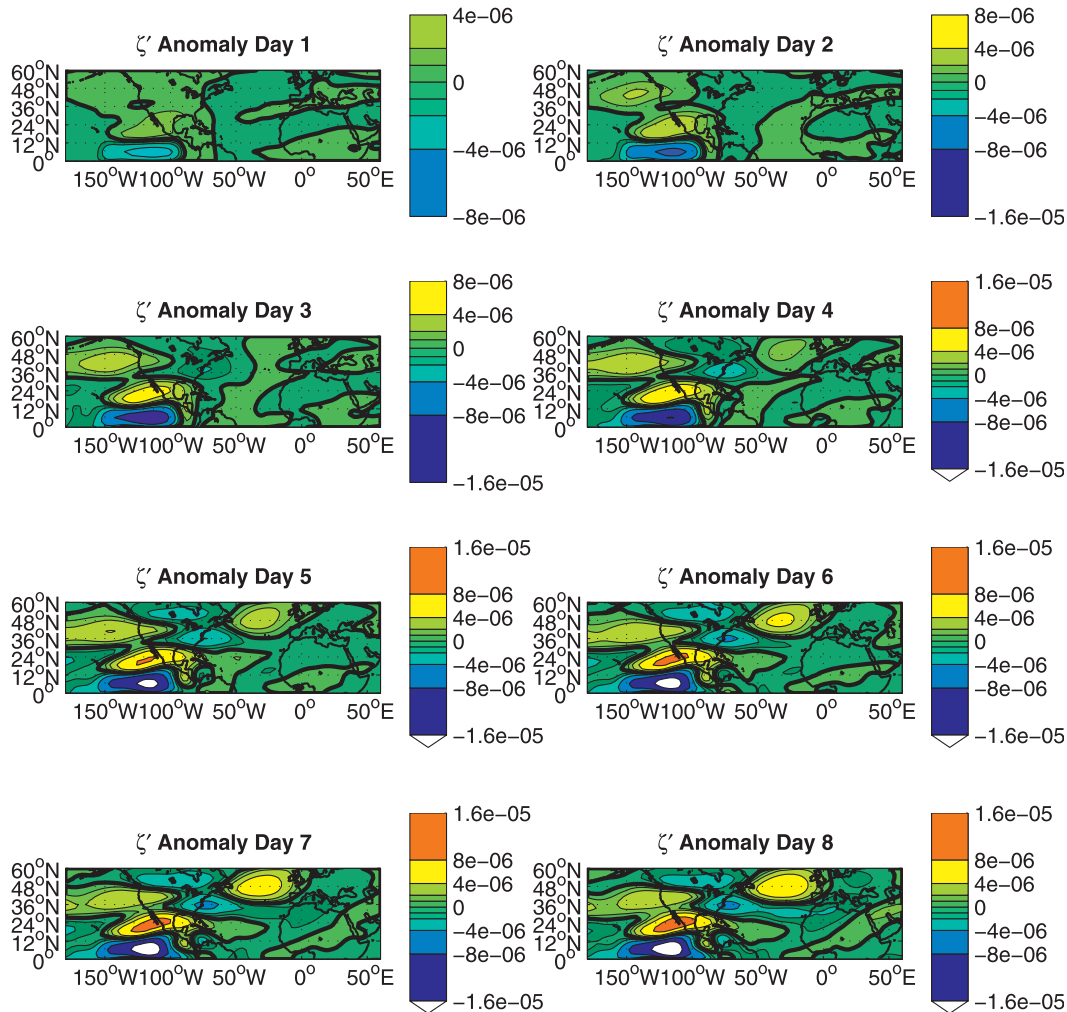 ζ′ Anomaly Day 1
60°N
48°N
36°N
24°N
12°N
0°
150°W 100°W 50°W 0° 50°E
4e−06
0
−4e−06
−8e−06
ζ′ Anomaly Day 2
60°N
48°N
36°N
24°N
12°N
0°
150°W 100°W 50°W 0° 50°E
8e−06
4e−06
0
−4e−06
−8e−06
−1.6e−05
ζ′ Anomaly Day 3
60°N
48°N
36°N
24°N
12°N
0°
150°W 100°W 50°W 0° 50°E
8e−06
4e−06
0
−4e−06
−8e−06
−1.6e−05
ζ′ Anomaly Day 4
60°N
48°N
36°N
24°N
12°N
0°
150°W 100°W 50°W 0° 50°E
1.6e−05
8e−06
4e−06
0
−4e−06
−8e−06
−1.6e−05
ζ′ Anomaly Day 5
60°N
48°N
36°N
24°N
12°N
0°
150°W 100°W 50°W 0° 50°E
1.6e−05
8e−06
4e−06
0
−4e−06
−8e−06
−1.6e−05
ζ′ Anomaly Day 6
60°N
48°N
36°N
24°N
12°N
0°
150°W 100°W 50°W 0° 50°E
1.6e−05
8e−06
4e−06
0
−4e−06
−8e−06
−1.6e−05
ζ′ Anomaly Day 7
60°N
48°N
36°N
24°N
12°N
0°
150°W 100°W 50°W 0° 50°E
1.6e−05
8e−06
4e−06
0
−4e−06
−8e−06
−1.6e−05
ζ′ Anomaly Day 8
60°N
48°N
36°N
24°N
12°N
0°
150°W 100°W 50°W 0° 50°E
1.6e−05
8e−06
4e−06
0
−4e−06
−8e−06
−1.6e−05